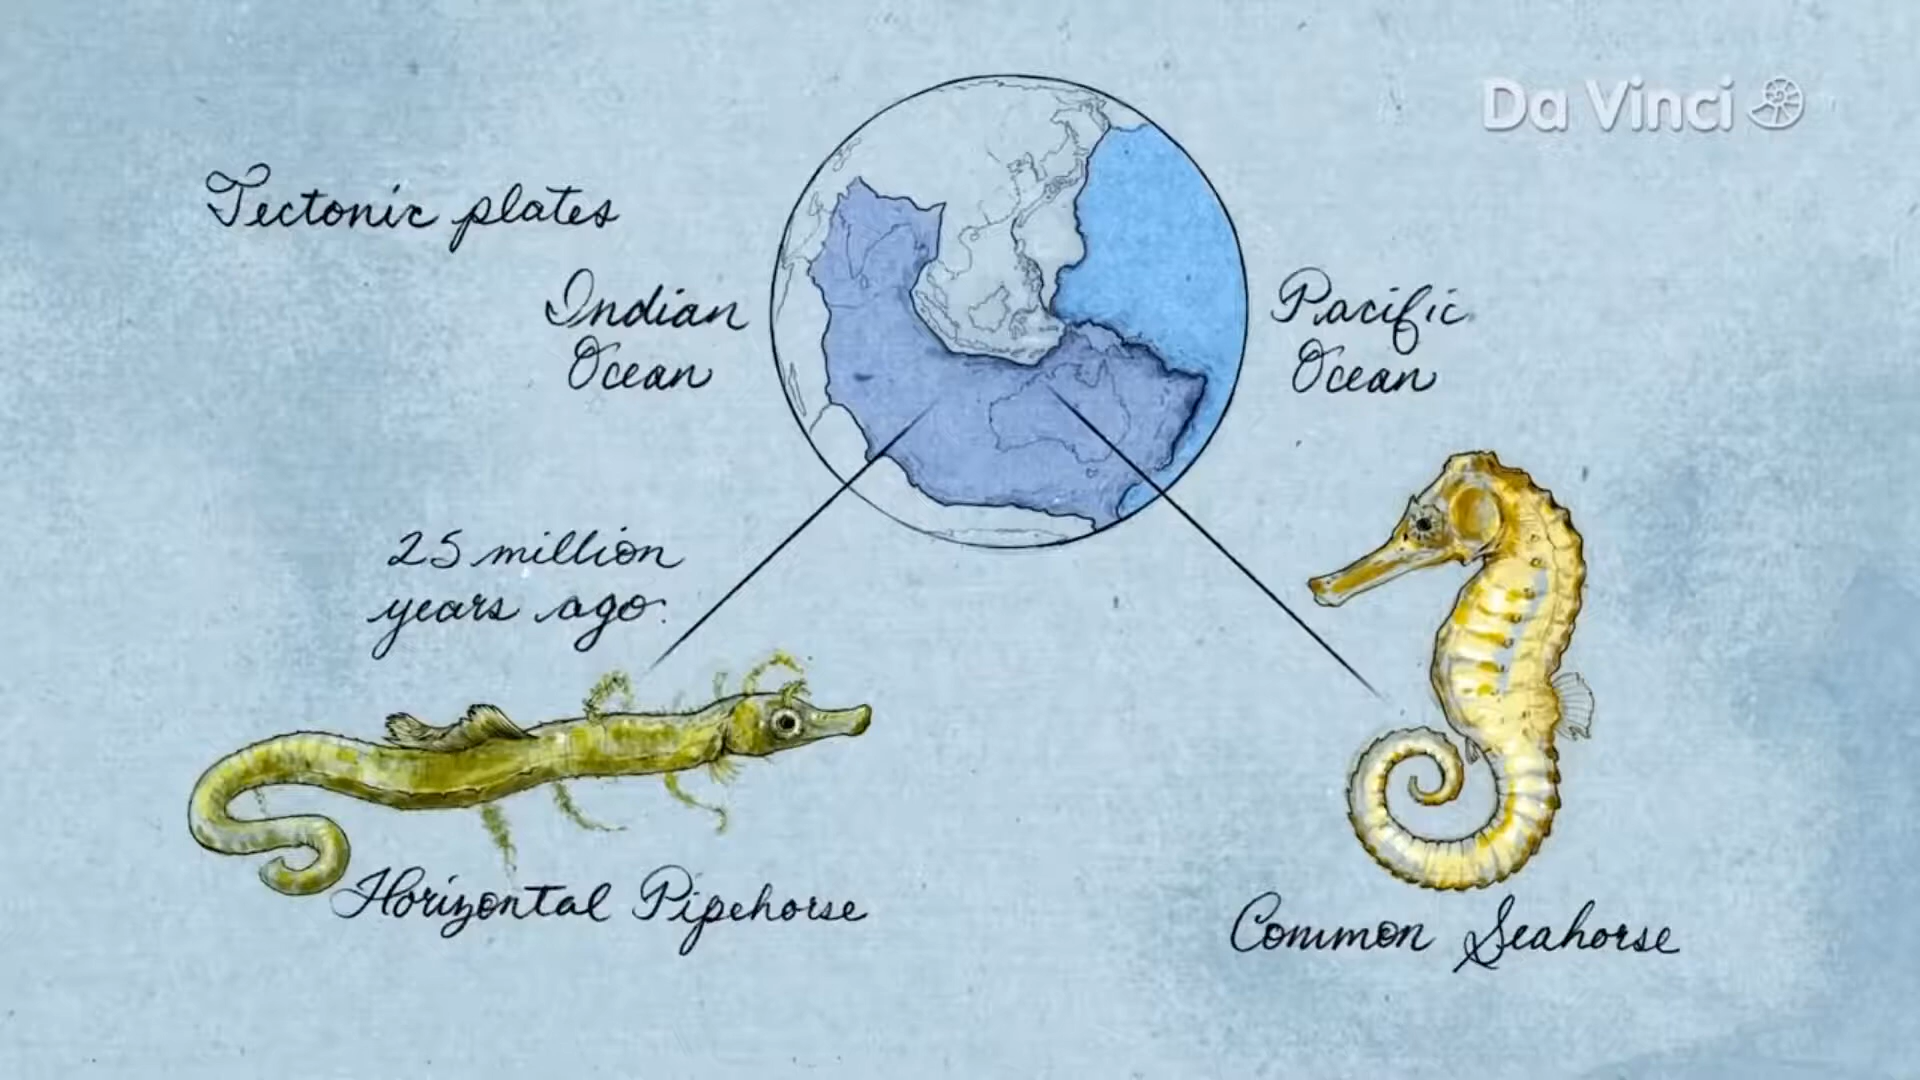 Da Vinci
Tectonic plates
Indian
Ocean
Pacific
Ocean
25 million
years ago.
Horizontal Pipehorse
Common Seahorse